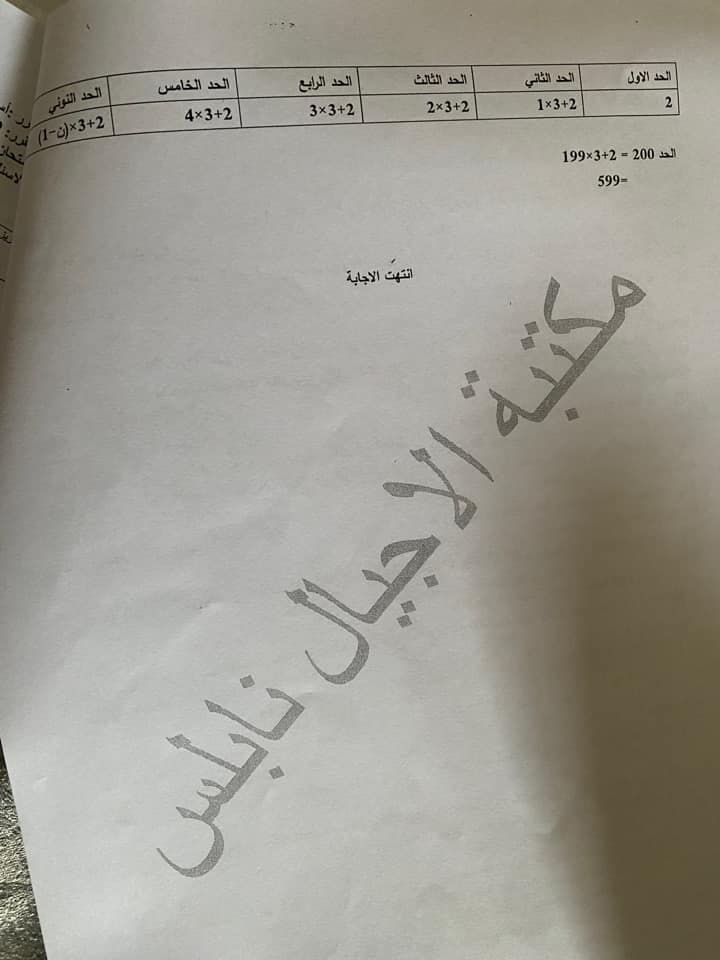 الحد الاول الحد الثاني الحد الثالث الحد الرابع الحد الخامس الحد النوني
2 2+3×1 2+3×2 2+3×3 2+3×4 2+3×(ن-1)
الحد 200 = 2+3×199
=599
انتهت الاجابة
مكتبة الاجيال نابلس